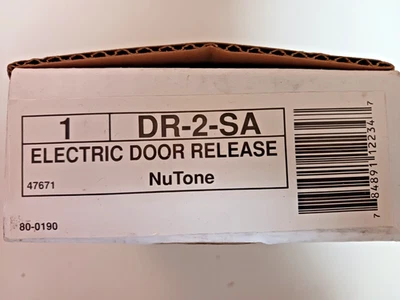 1 DR-2-SA
ELECTRIC DOOR RELEASE
47671 NuTone
80-0190
7 84891 12234 7